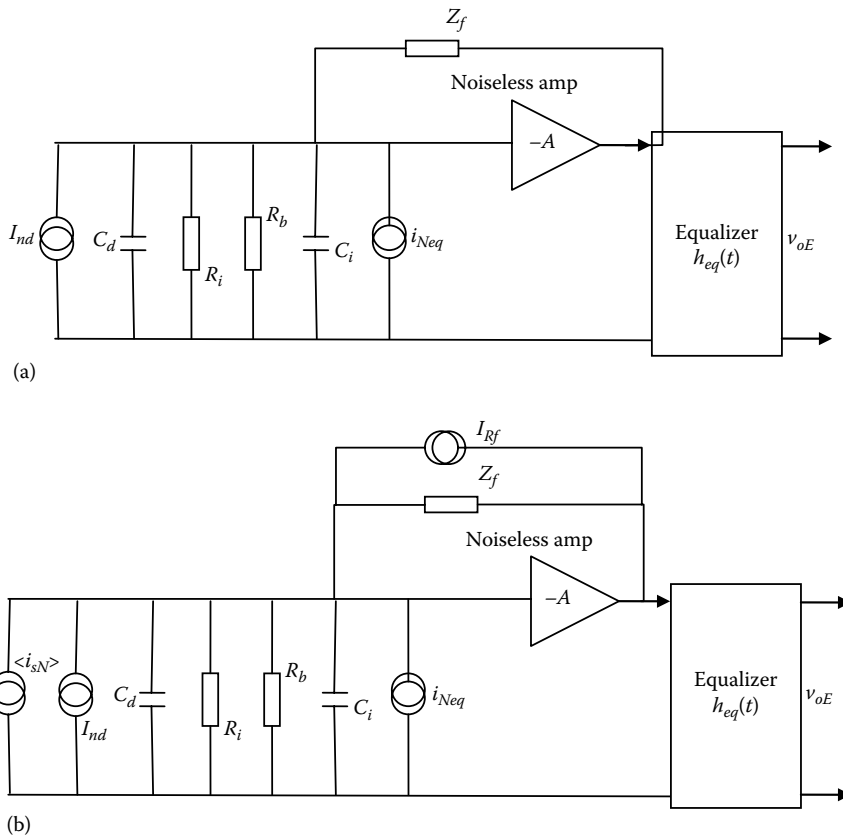 Z_f
Noiseless amp
–A
I_nd
C_d
R_i
R_b
C_i
i_Neq
Equalizer
h_eq(t)
v_oE
(a)
I_Rf
Z_f
Noiseless amp
–A
<i_sN>
I_nd
C_d
R_i
R_b
C_i
i_Neq
Equalizer
h_eq(t)
v_oE
(b)